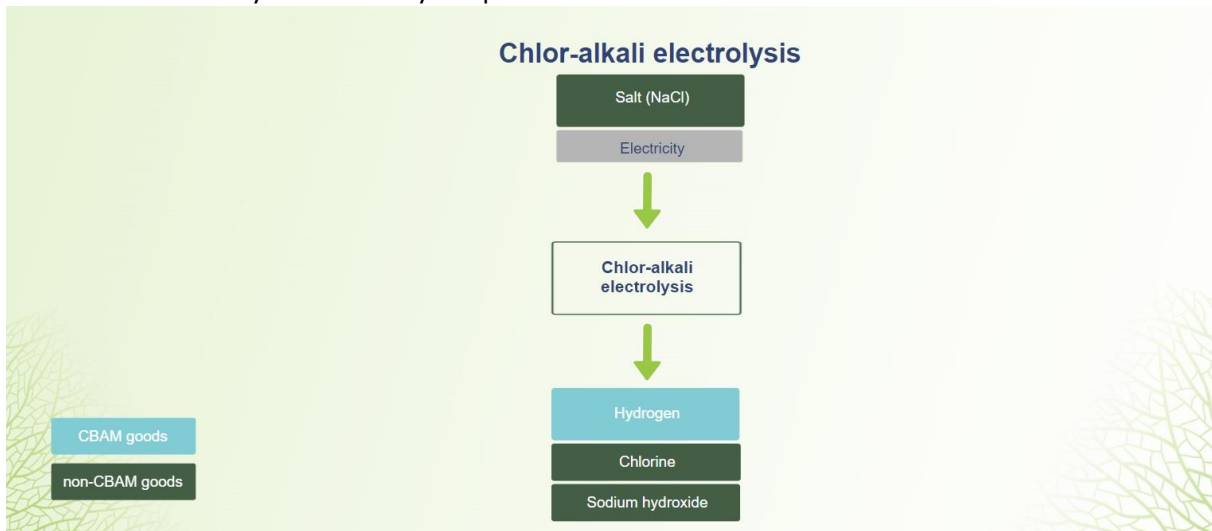 Chlor-alkali electrolysis
Salt (NaCl)
Electricity
Chlor-alkali
electrolysis
Hydrogen
Chlorine
Sodium hydroxide
CBAM goods
non-CBAM goods